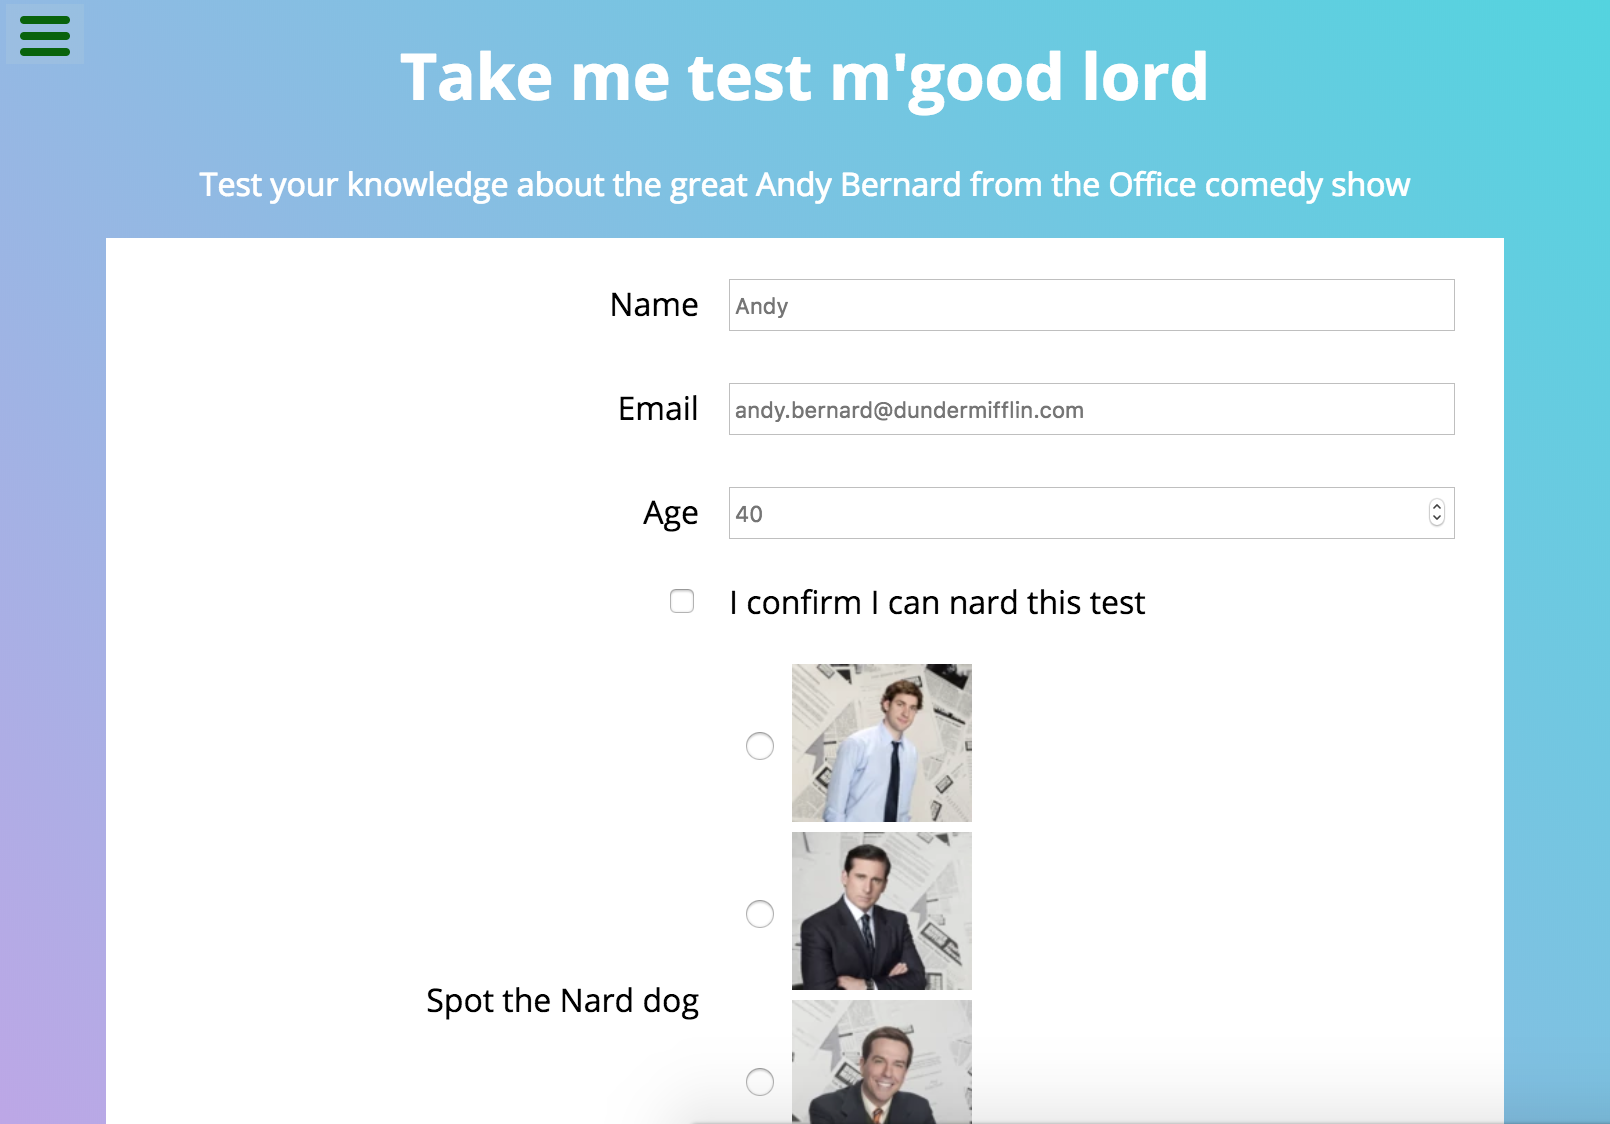 Take me test m'good lord
Test your knowledge about the great Andy Bernard from the Office comedy show
Name
Andy
Email
andy.bernard@dundermifflin.com
Age
40
I confirm I can nard this test
Spot the Nard dog